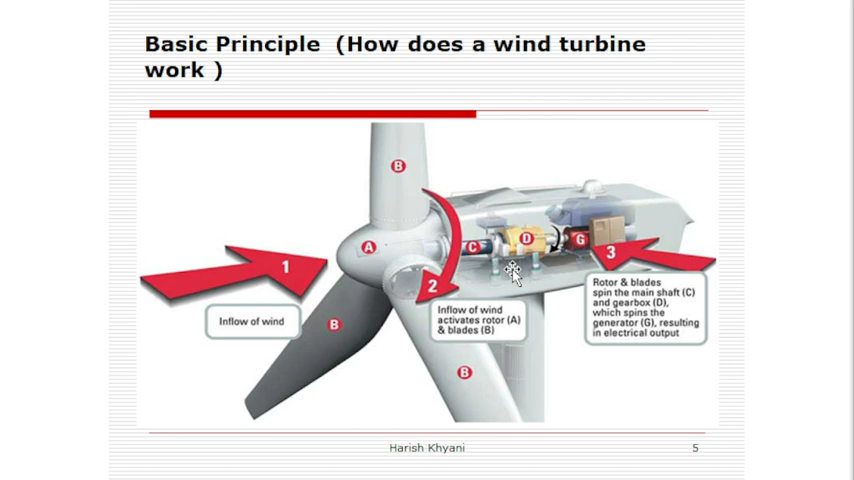 Basic Principle (How does a wind turbine
work )
B
A
C
D
G
1
2
3
Inflow of wind
B
Inflow of wind
activates rotor (A)
& blades (B)
B
Rotor & blades
spin the main shaft (C)
and gearbox (D),
which spins the
generator (G), resulting
in electrical output
Harish Khyani
5